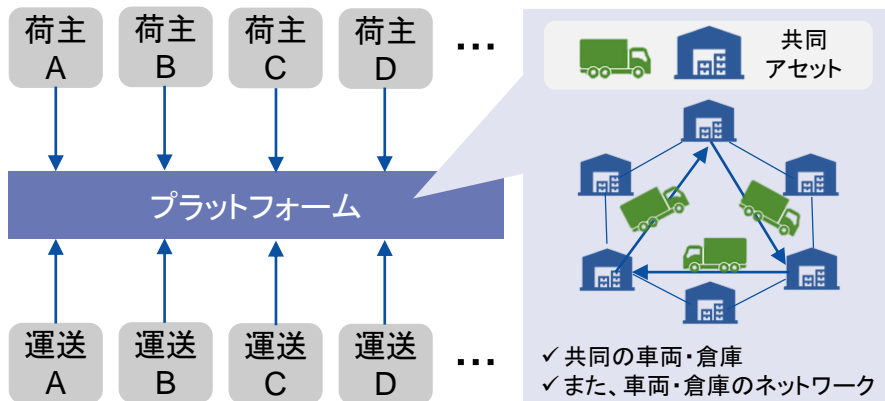 荷主
A
荷主
B
荷主
C
荷主
D
…
プラットフォーム
運送
A
運送
B
運送
C
運送
D
…
共同
アセット
✓共同の車両・倉庫
✓また、車両・倉庫のネットワーク